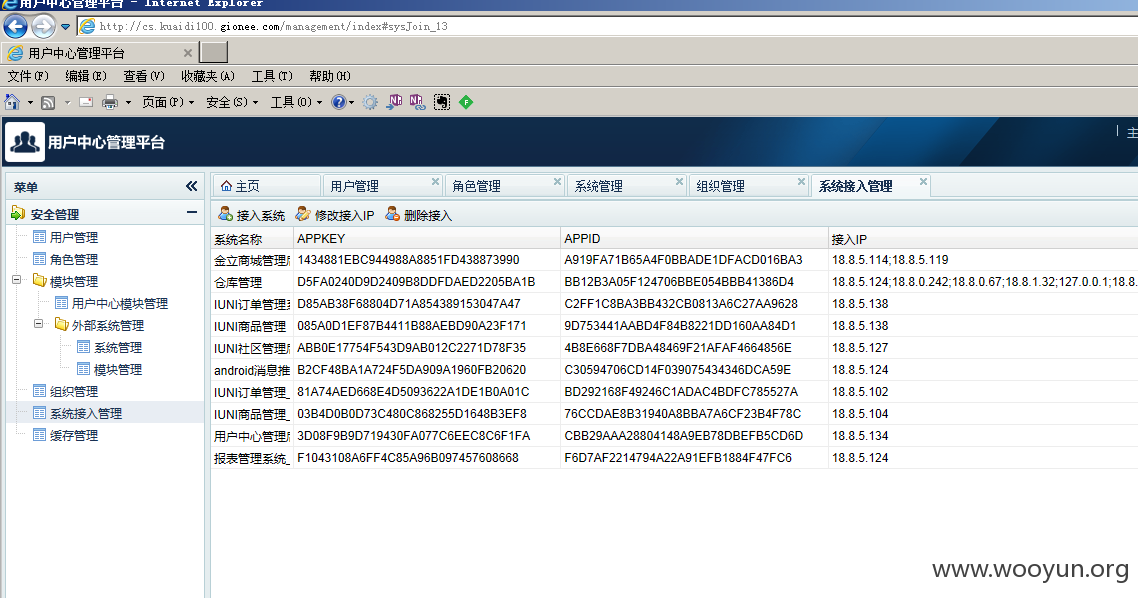 用户中心管理平台 - Internet Explorer
http://cs.kuaidi100.gionee.com/management/index#sysJoin_13
用户中心管理平台
文件(F) 编辑(E) 查看(V) 收藏夹(A) 工具(T) 帮助(H)
页面(P) 安全(S) 工具(O)
用户中心管理平台
主
菜单
主页 用户管理 角色管理 系统管理 组织管理 系统接入管理
安全管理
用户管理
角色管理
模块管理
用户中心模块管理
外部系统管理
系统管理
模块管理
组织管理
系统接入管理
缓存管理
接入系统 修改接入IP 删除接入
系统名称 APPKEY APPID 接入IP
金立商城管理 1434881EBC944988A8851FD438873990 A919FA71B65A4F0BBADE1DFACD016BA3 18.8.5.114;18.8.5.119
仓库管理 D5FA0240D9D2409B8DDFDAED2205BA1B BB12B3A05F124706BBE054BBB41386D4 18.8.5.124;18.8.0.242;18.8.0.67;18.8.1.32;127.0.0.1;18.8.
IUNI订单管理 D85AB38F68804D71A854389153047A47 C2FF1C8BA3BB432CB0813A6C27AA9628 18.8.5.138
IUNI商品管理 085A0D1EF87B4411B88AEBD90A23F171 9D753441AABD4F84B8221DD160AA84D1 18.8.5.138
IUNI社区管理 ABB0E17754F543D9AB012C2271D78F35 4B8E668F7DBA48469F21AFAF4664856E 18.8.5.127
android消息推 B2CF48BA1A724F5DA909A1960FB20620 C30594706CD14F039075434346DCA59E 18.8.5.124
IUNI订单管理_ 81A74AED668E4D5093622A1DE1B0A01C BD292168F49246C1ADAC4BDFC785527A 18.8.5.102
IUNI商品管理_ 03B4D0B0D73C480C868255D1648B3EF8 76CCDAE8B31940A8BBA7A6CF23B4F78C 18.8.5.104
用户中心管理 3D08F9B9D719430FA077C6EEC8C6F1FA CBB29AAA28804148A9EB78DBEFB5CD6D 18.8.5.134
报表管理系统_ F1043108A6FF4C85A96B097457608668 F6D7AF2214794A22A91EFB1884F47FC6 18.8.5.124
www.wooyun.org